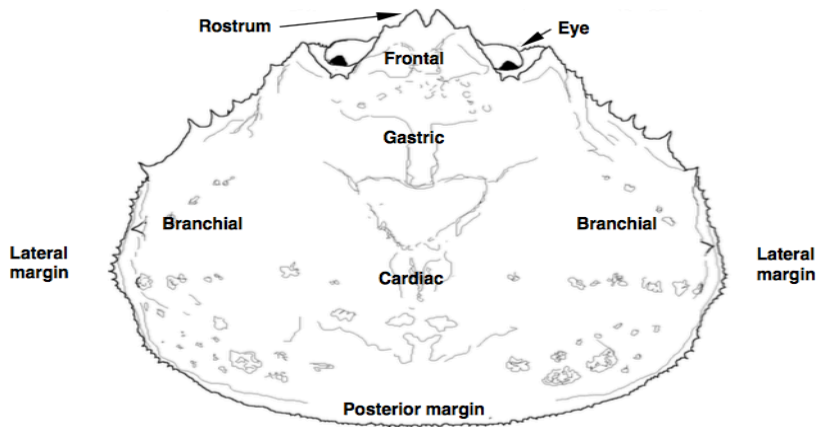 Rostrum
Eye
Frontal
Gastric
Branchial
Branchial
Lateral
margin
Lateral
margin
Cardiac
Posterior margin